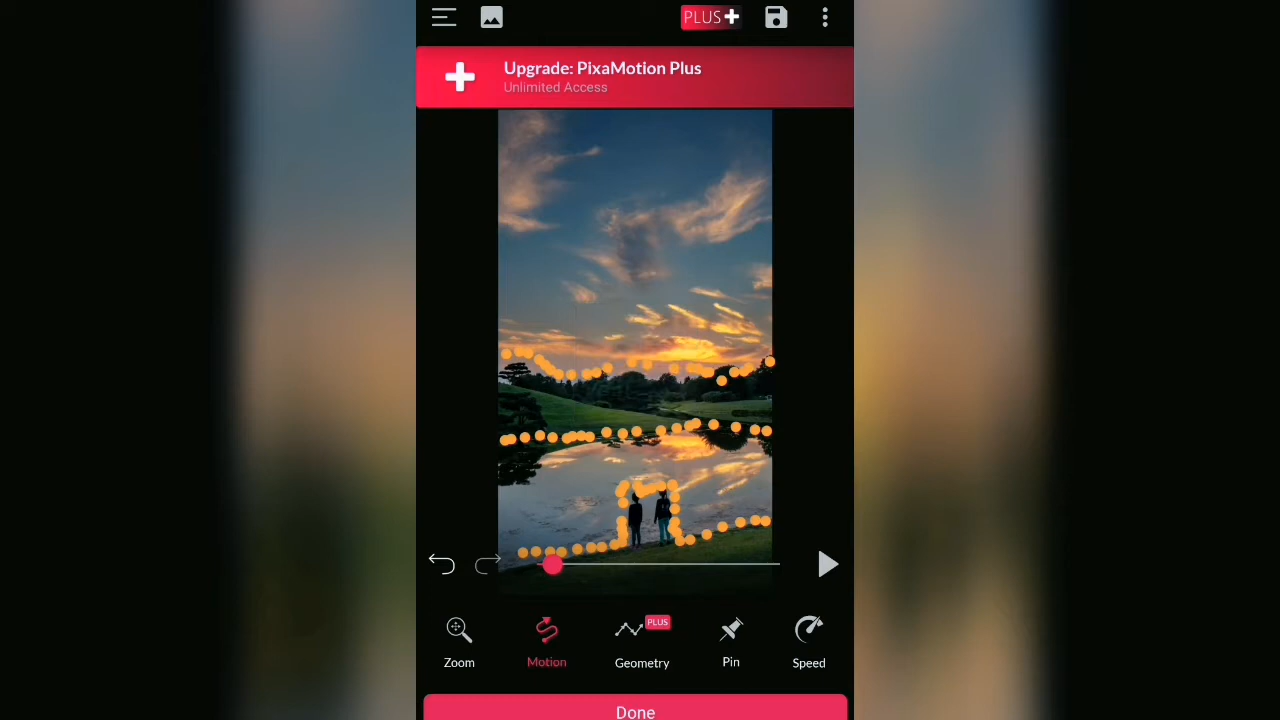 PLUS
Upgrade: PixaMotion Plus
Unlimited Access
PLUS
Zoom
Motion
Geometry
Pin
Speed
Done